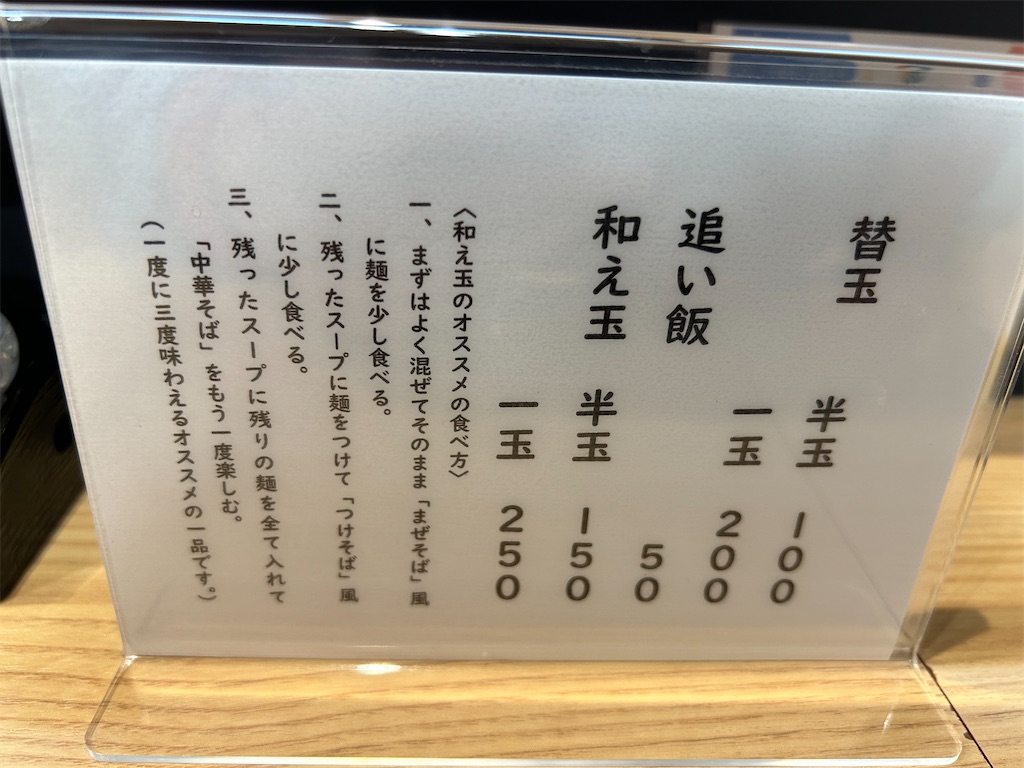 替玉
半玉 100
一玉 200
追い飯 50
和え玉
半玉 150
一玉 250
〈和え玉のオススメの食べ方〉
一、まずはよく混ぜてそのまま「まぜそば」風
に麺を少し食べる。
二、残ったスープに麺をつけて「つけそば」風
に少し食べる。
三、残ったスープに残りの麺を全て入れて
「中華そば」をもう一度楽しむ。
(一度に三度味わえるオススメの一品です。)